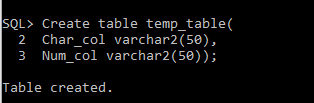 SQL> Create table temp_table(
2 Char_col varchar2(50),
3 Num_col varchar2(50));
Table created.